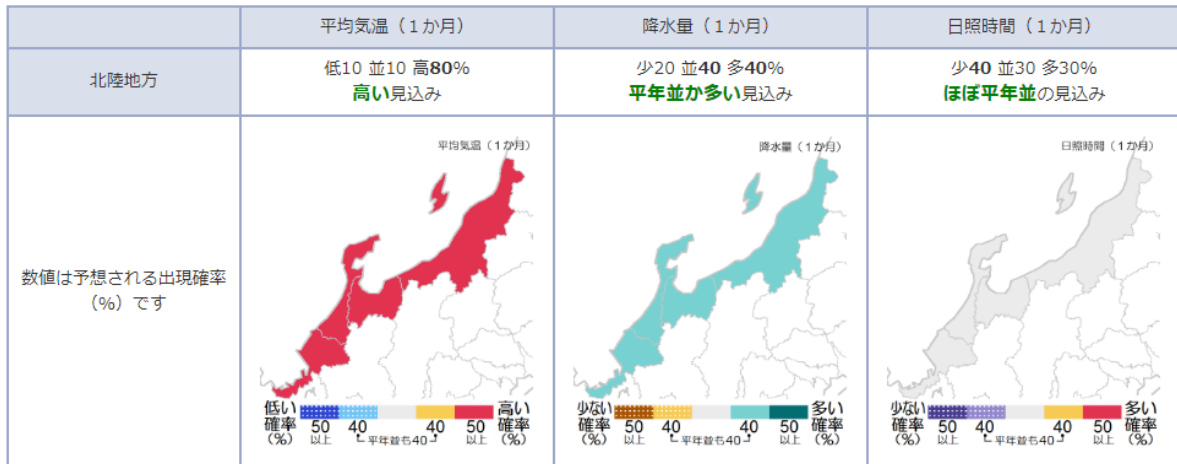 平均気温（１か月）
降水量（１か月）
日照時間（１か月）
北陸地方
低10 並10 高80%
高い見込み
少20 並40 多40%
平年並か多い見込み
少40 並30 多30%
ほぼ平年並の見込み
数値は予想される出現確率
（%）です
平均気温（１か月）
低い
確率
(%)
50
以上
40
平年並も40
40
50
以上
高い
確率
(%)
降水量（１か月）
少ない
確率
(%)
50
以上
40
平年並も40
40
50
以上
多い
確率
(%)
日照時間（１か月）
少ない
確率
(%)
50
以上
40
平年並も40
40
50
以上
多い
確率
(%)